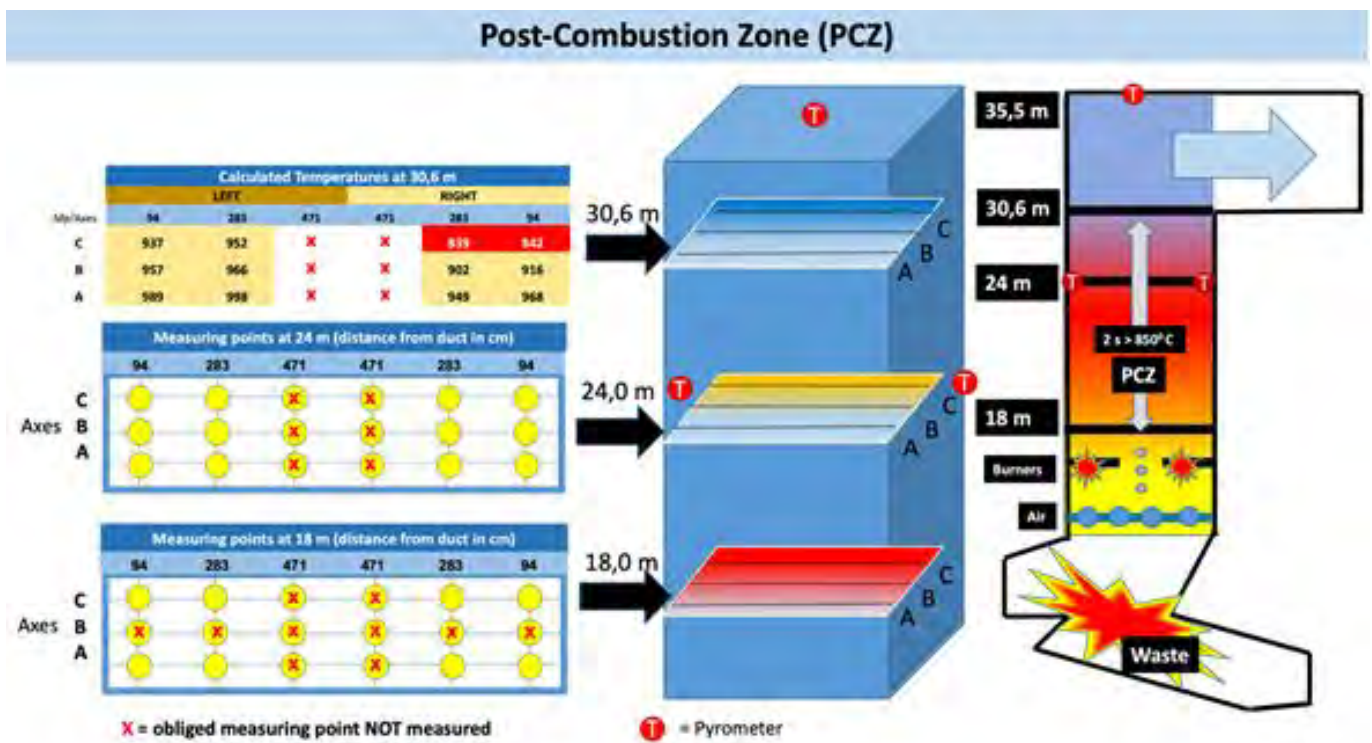 Post-Combustion Zone (PCZ)
Calculated Temperatures at 30,6 m
LEFT RIGHT
Mp/Axes 94 283 471 471 283 94
C 937 952 X X 839 842
B 957 966 X X 902 916
A 989 998 X X 949 968
Measuring points at 24 m (distance from duct in cm)
94 283 471 471 283 94
C X X
Axes B X X
A X X
Measuring points at 18 m (distance from duct in cm)
94 283 471 471 283 94
C X X
Axes B X X X X X X
A X X
X = obliged measuring point NOT measured
T
30,6 m
C
B
A
24,0 m
T T
C
B
A
18,0 m
C
B
A
T = Pyrometer
35,5 m
T
30,6 m
24 m
T T
2 s > 850°C
PCZ
18 m
Burners
Air
Waste